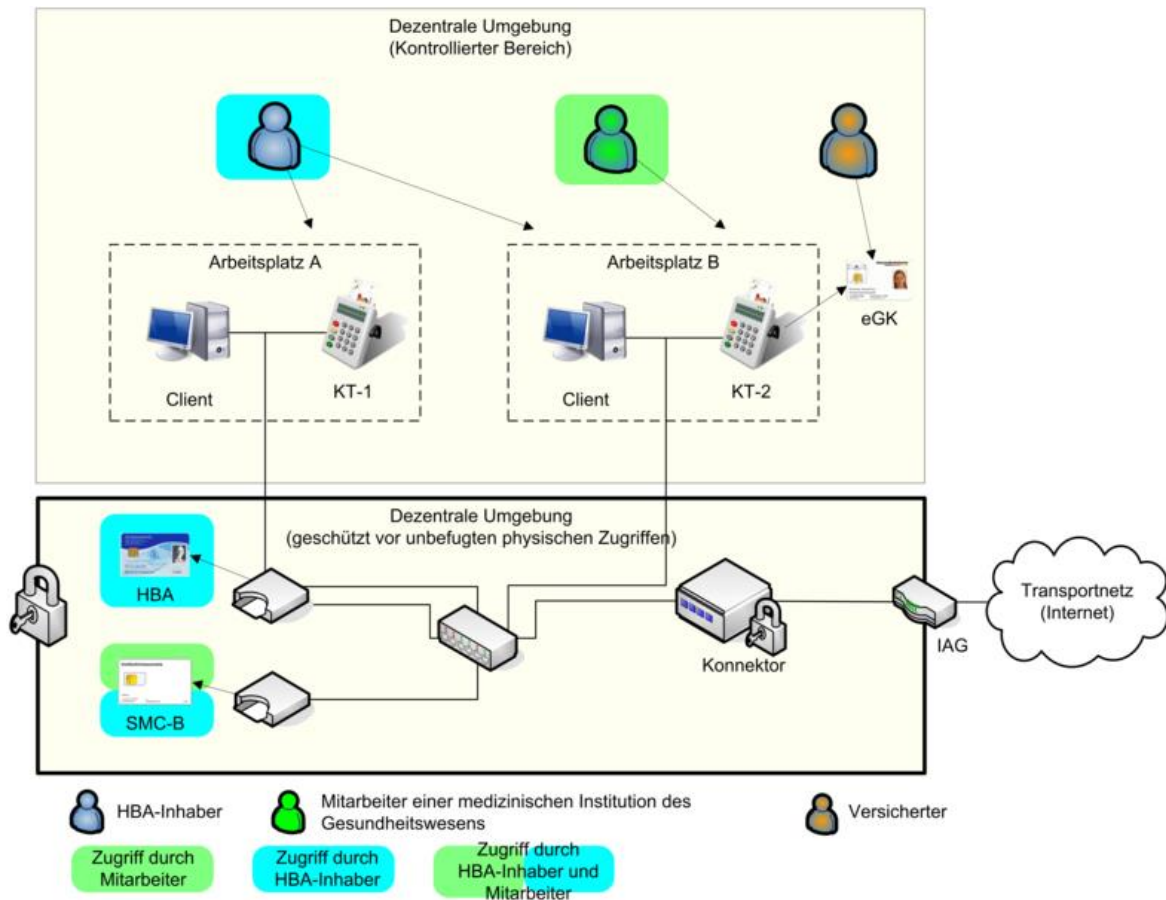 Dezentrale Umgebung
(Kontrollierter Bereich)
Arbeitsplatz A
Arbeitsplatz B
eGK
Client
KT-1
Client
KT-2
Dezentrale Umgebung
(geschützt vor unbefugten physischen Zugriffen)
HBA
Transportnetz
(Internet)
IAG
Konnektor
SMC-B
HBA-Inhaber
Mitarbeiter einer medizinischen Institution des
Gesundheitswesens
Versicherter
Zugriff durch
Mitarbeiter
Zugriff durch
HBA-Inhaber
Zugriff durch
HBA-Inhaber und
Mitarbeiter